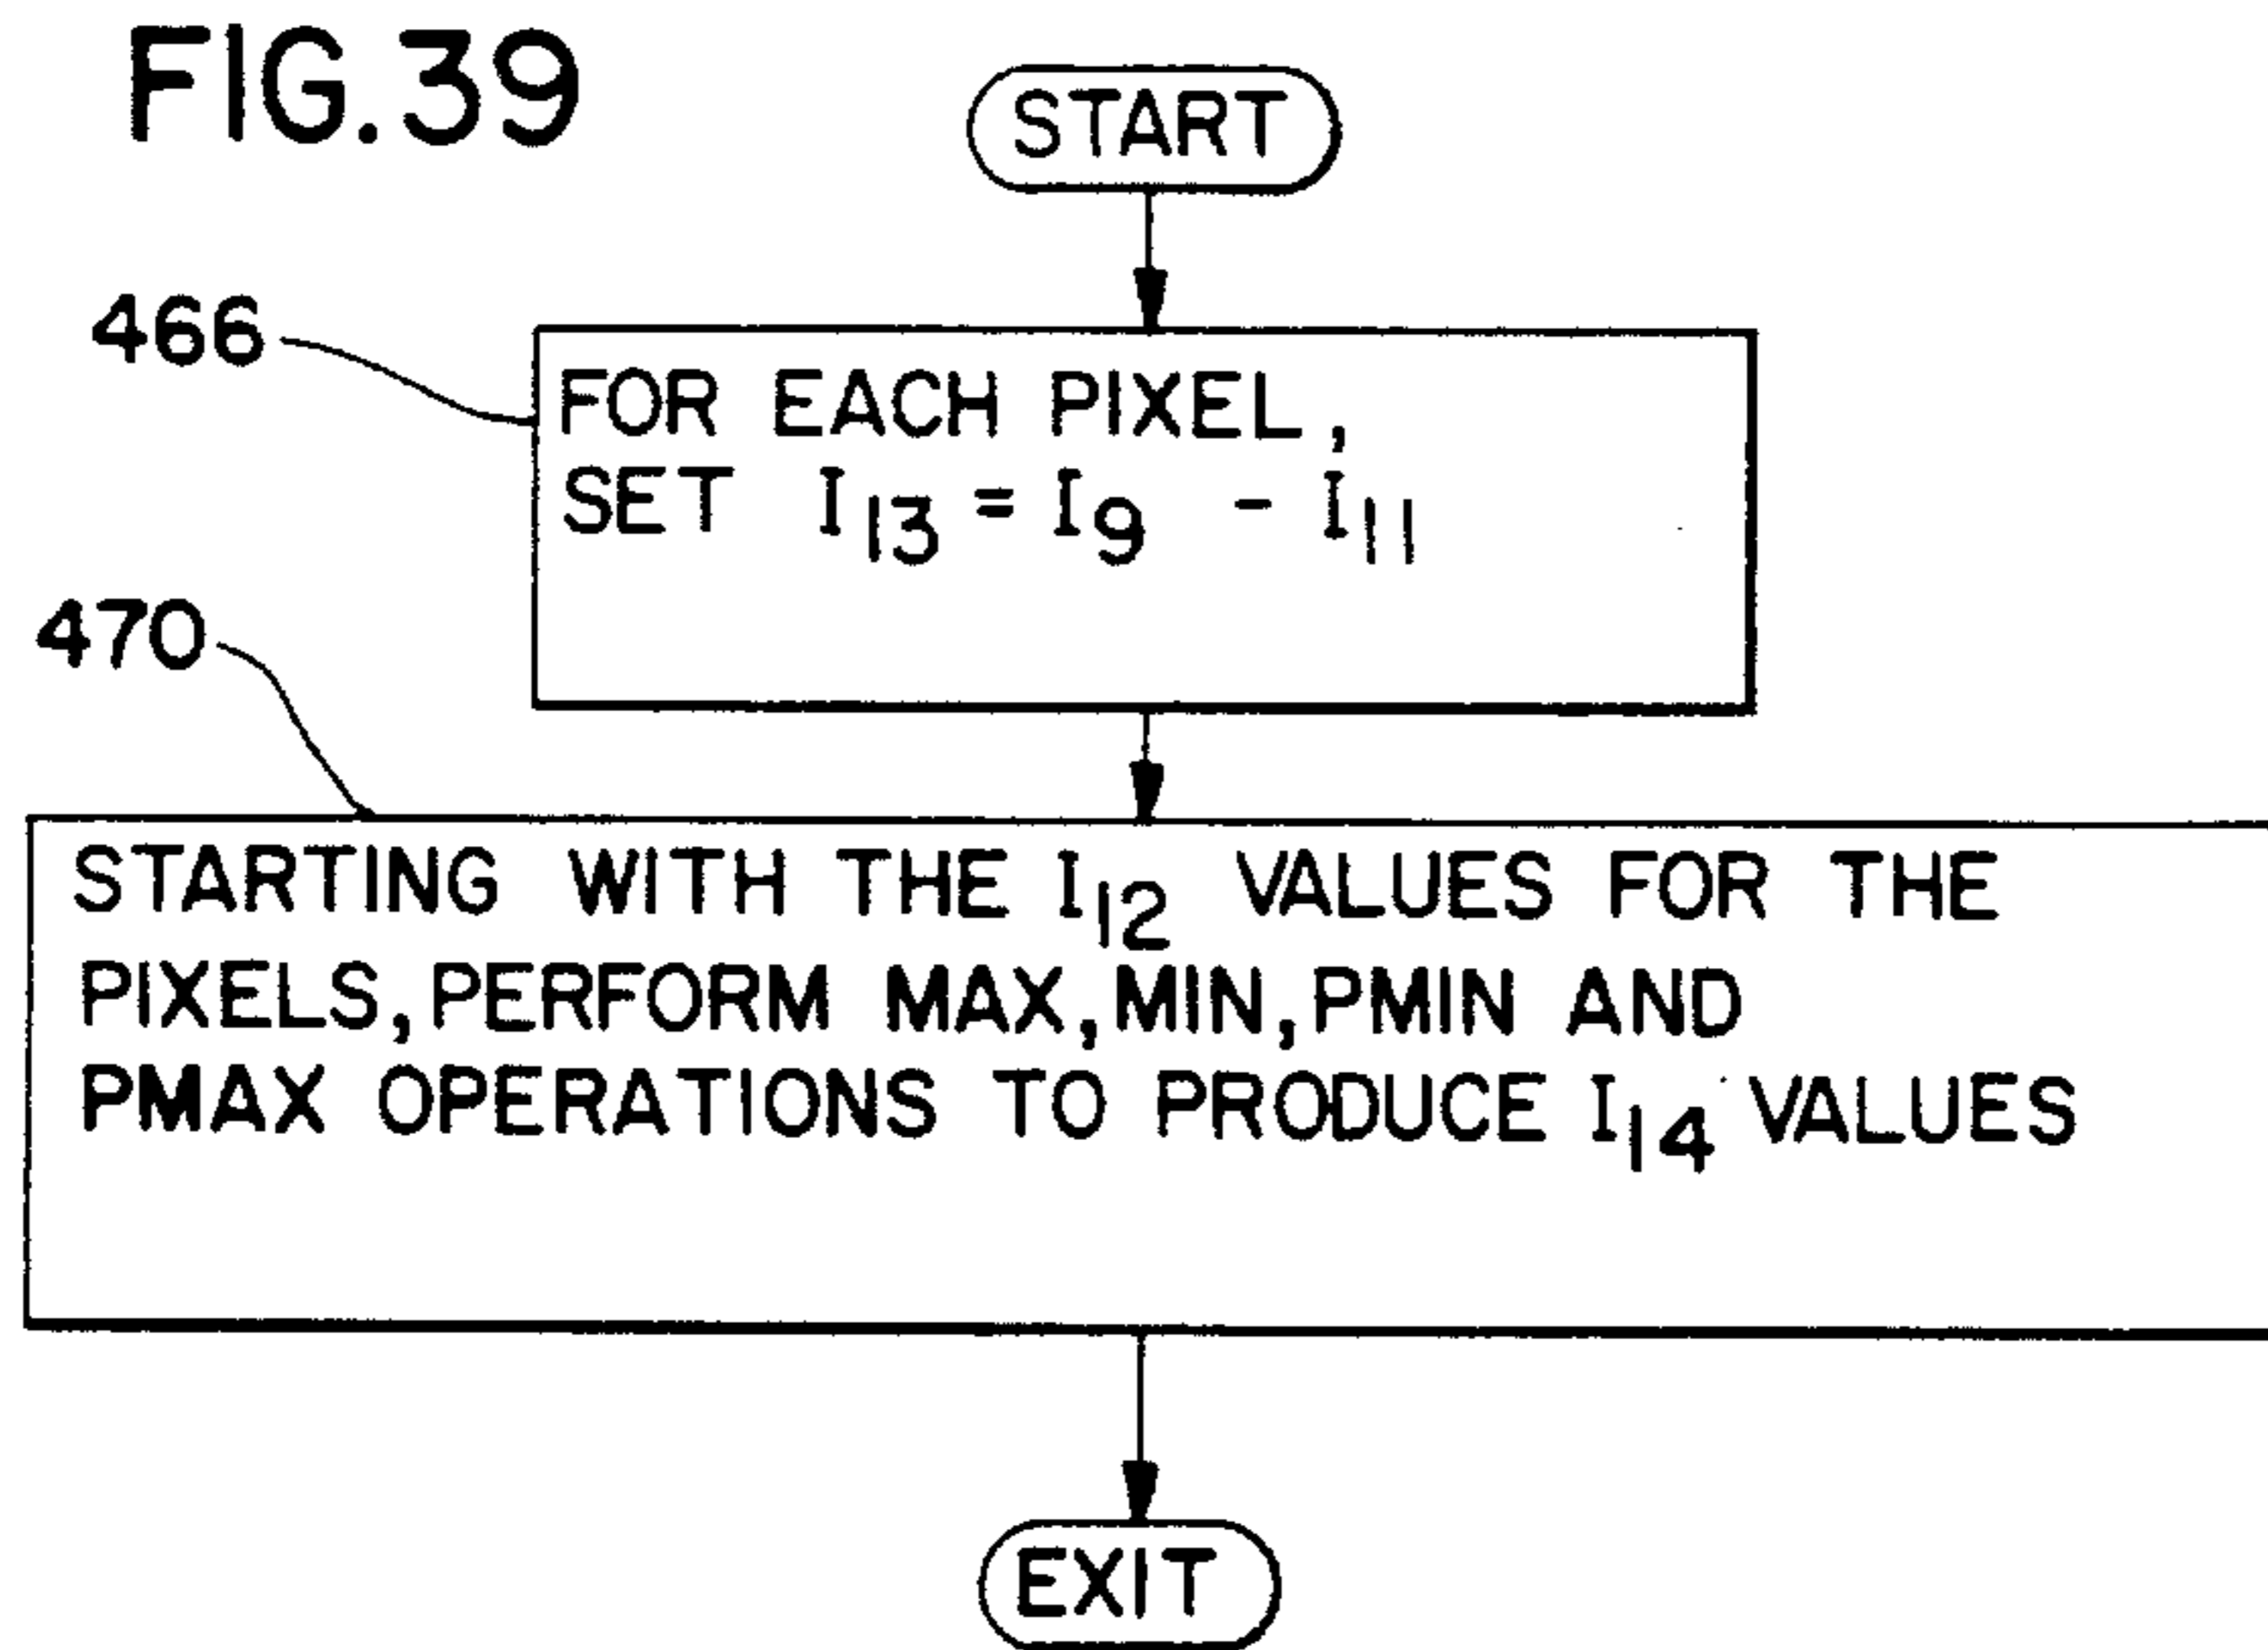 FIG.39
START
466
FOR EACH PIXEL,
SET I₁₃ = I₉ - I₁₁
470
STARTING WITH THE I₁₂ VALUES FOR THE
PIXELS, PERFORM MAX, MIN, PMIN AND
PMAX OPERATIONS TO PRODUCE I₁₄ VALUES
EXIT